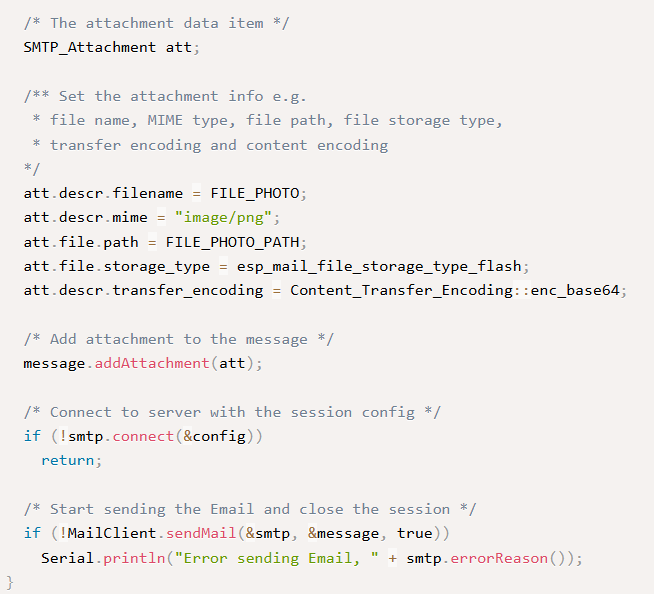 /* The attachment data item */
SMTP_Attachment att;
/** Set the attachment info e.g.
* file name, MIME type, file path, file storage type,
* transfer encoding and content encoding
*/
att.descr.filename = FILE_PHOTO;
att.descr.mime = "image/png";
att.file.path = FILE_PHOTO_PATH;
att.file.storage_type = esp_mail_file_storage_type_flash;
att.descr.transfer_encoding = Content_Transfer_Encoding::enc_base64;
/* Add attachment to the message */
message.addAttachment(att);
/* Connect to server with the session config */
if (!smtp.connect(&config))
return;
/* Start sending the Email and close the session */
if (!MailClient.sendMail(&smtp, &message, true))
Serial.println("Error sending Email, " + smtp.errorReason());
}